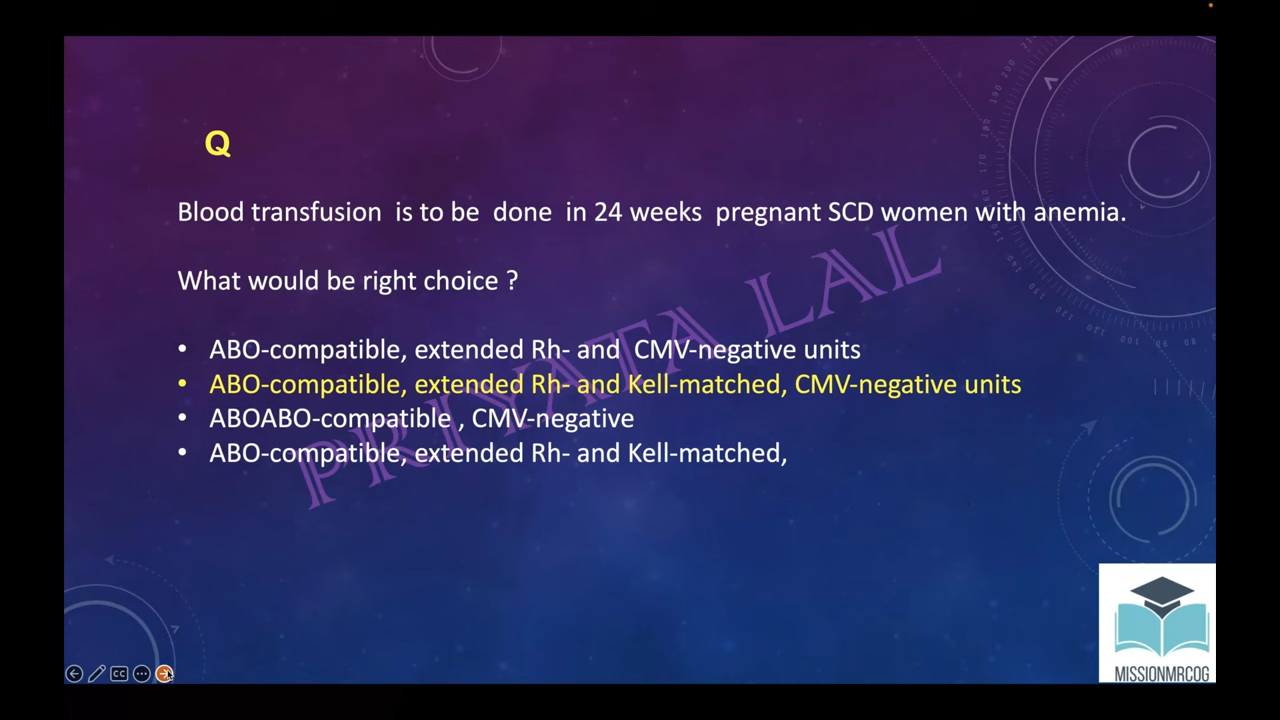 Q
Blood transfusion is to be done in 24 weeks pregnant SCD women with anemia.
What would be right choice ?
• ABO-compatible, extended Rh- and CMV-negative units
• ABO-compatible, extended Rh- and Kell-matched, CMV-negative units
• ABOABO-compatible , CMV-negative
• ABO-compatible, extended Rh- and Kell-matched,
PRIYATA LAL
CC
MISSIONMRCOG